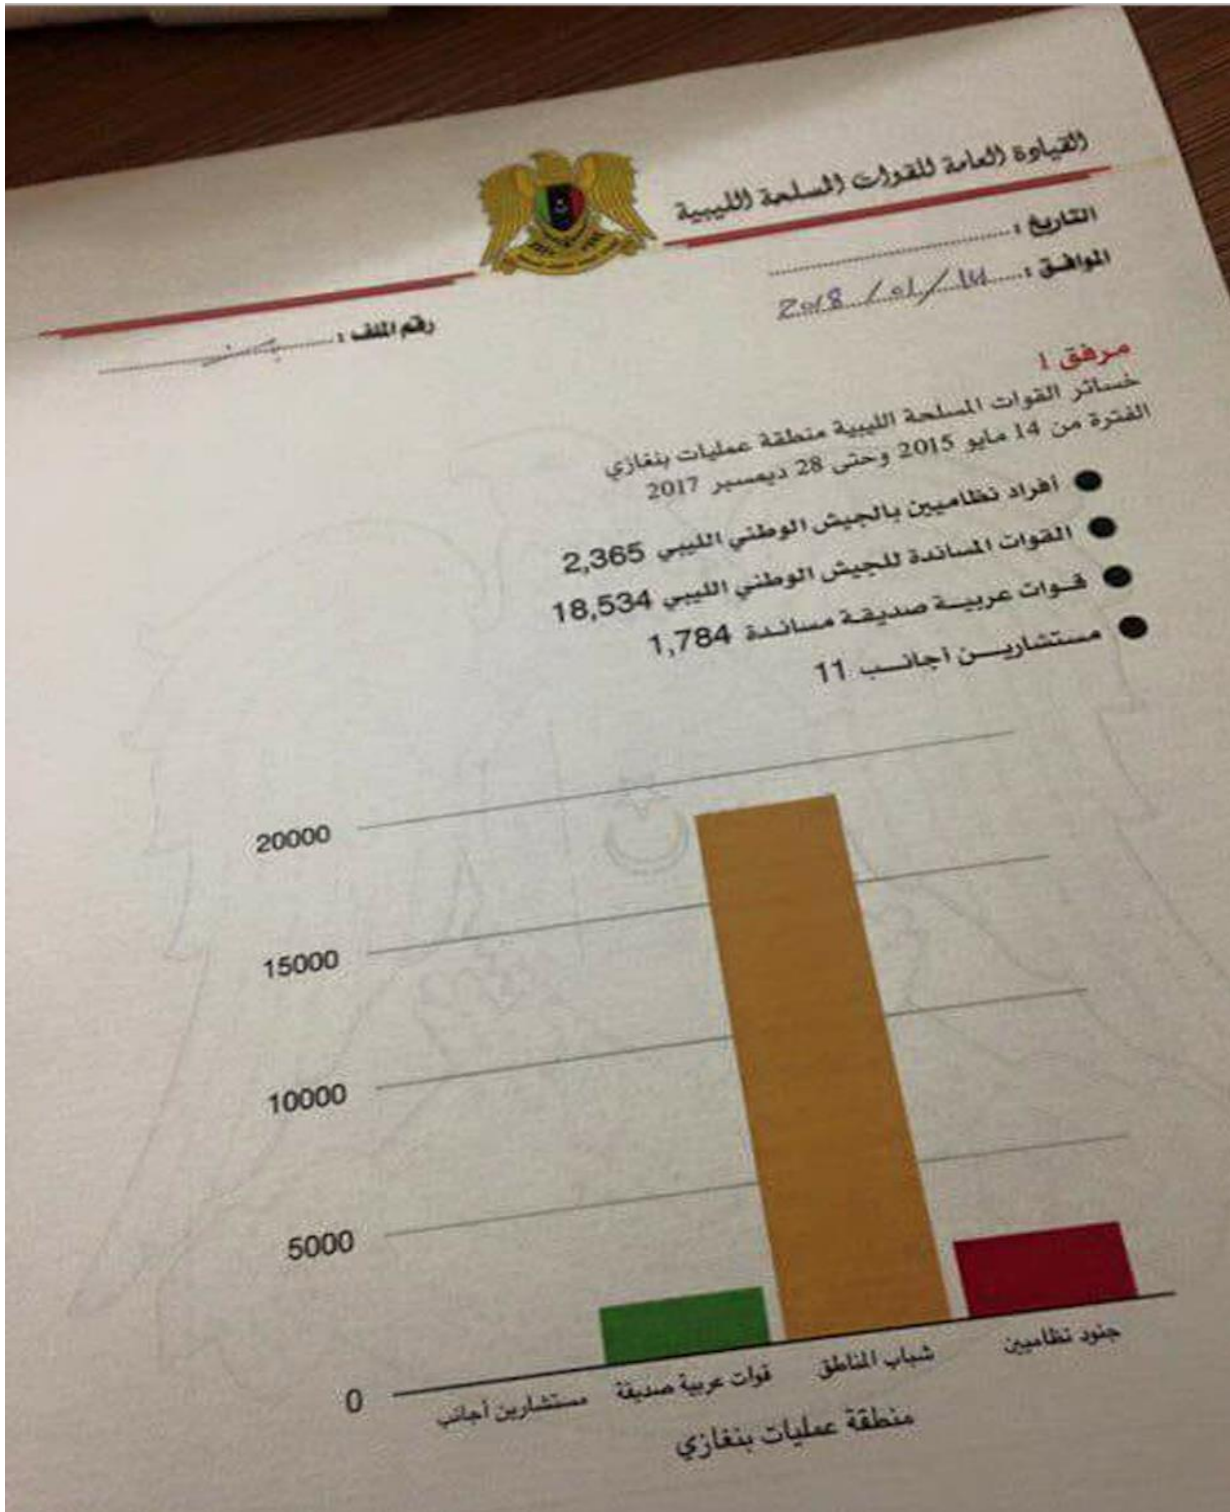 القيادة العامة للقوات المسلحة الليبية
التاريخ :
الموافق : 2018 / 01 / 14
رقم الملف :
مرفق 1
خسائر القوات المسلحة الليبية منطقة عمليات بنغازي
الفترة من 14 مايو 2015 وحتى 28 ديمسبر 2017
● أفراد نظاميين بالجيش الوطني الليبي 2,365
● القوات المساندة للجيش الوطني الليبي 18,534
● قوات عربية صديقة مساندة 1,784
● مستشارين أجانب 11
20000
15000
10000
5000
0
جنود نظاميين
شباب المناطق
قوات عربية صديقة
مستشارين أجانب
منطقة عمليات بنغازي